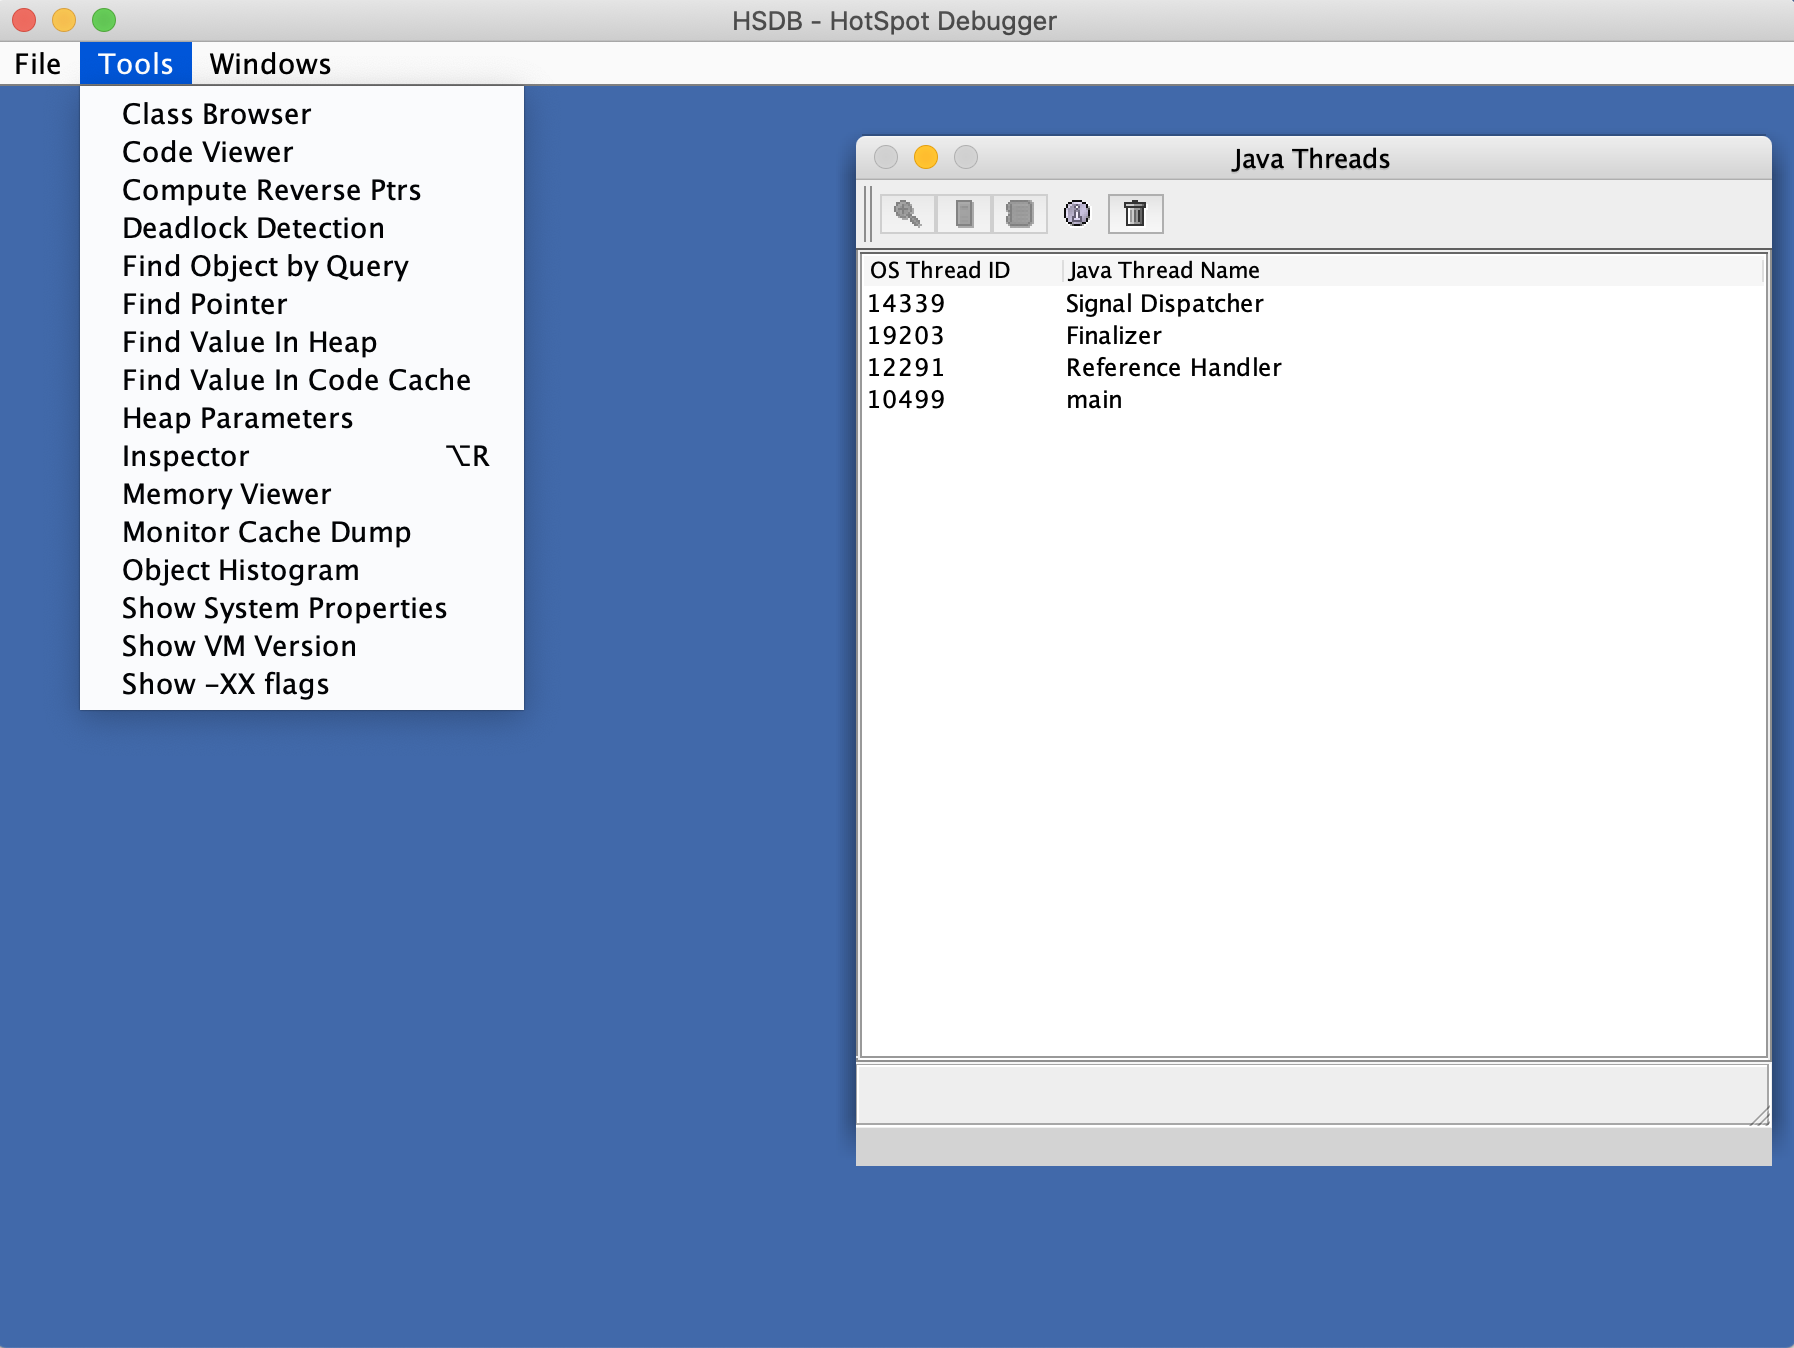 HSDB - HotSpot Debugger
File Tools Windows
Class Browser
Code Viewer
Compute Reverse Ptrs
Deadlock Detection
Find Object by Query
Find Pointer
Find Value In Heap
Find Value In Code Cache
Heap Parameters
Inspector ⌥R
Memory Viewer
Monitor Cache Dump
Object Histogram
Show System Properties
Show VM Version
Show -XX flags
Java Threads
OS Thread ID Java Thread Name
14339 Signal Dispatcher
19203 Finalizer
12291 Reference Handler
10499 main